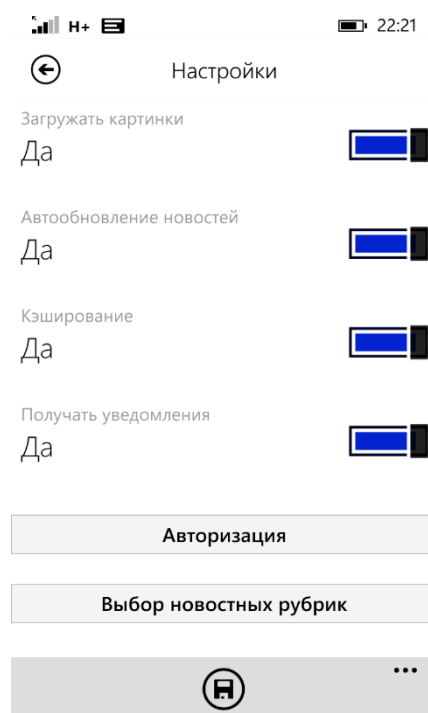 H+ 22:21
Настройки
Загружать картинки
Да
Автообновление новостей
Да
Кэширование
Да
Получать уведомления
Да
Авторизация
Выбор новостных рубрик
...